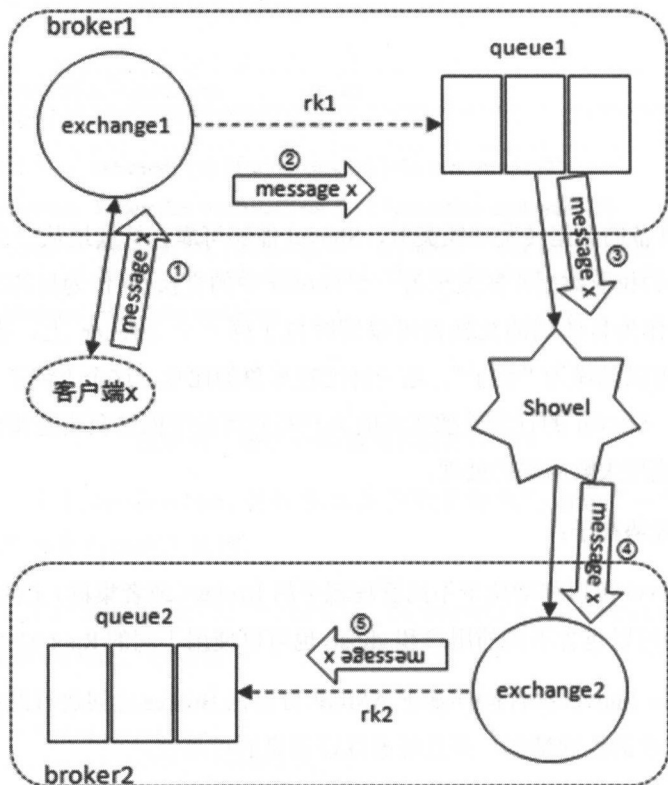 broker1
queue1
exchange1
rk1
②
message x
message x
①
message x
③
客户端x
Shovel
message x
④
queue2
⑤
message x
exchange2
rk2
broker2